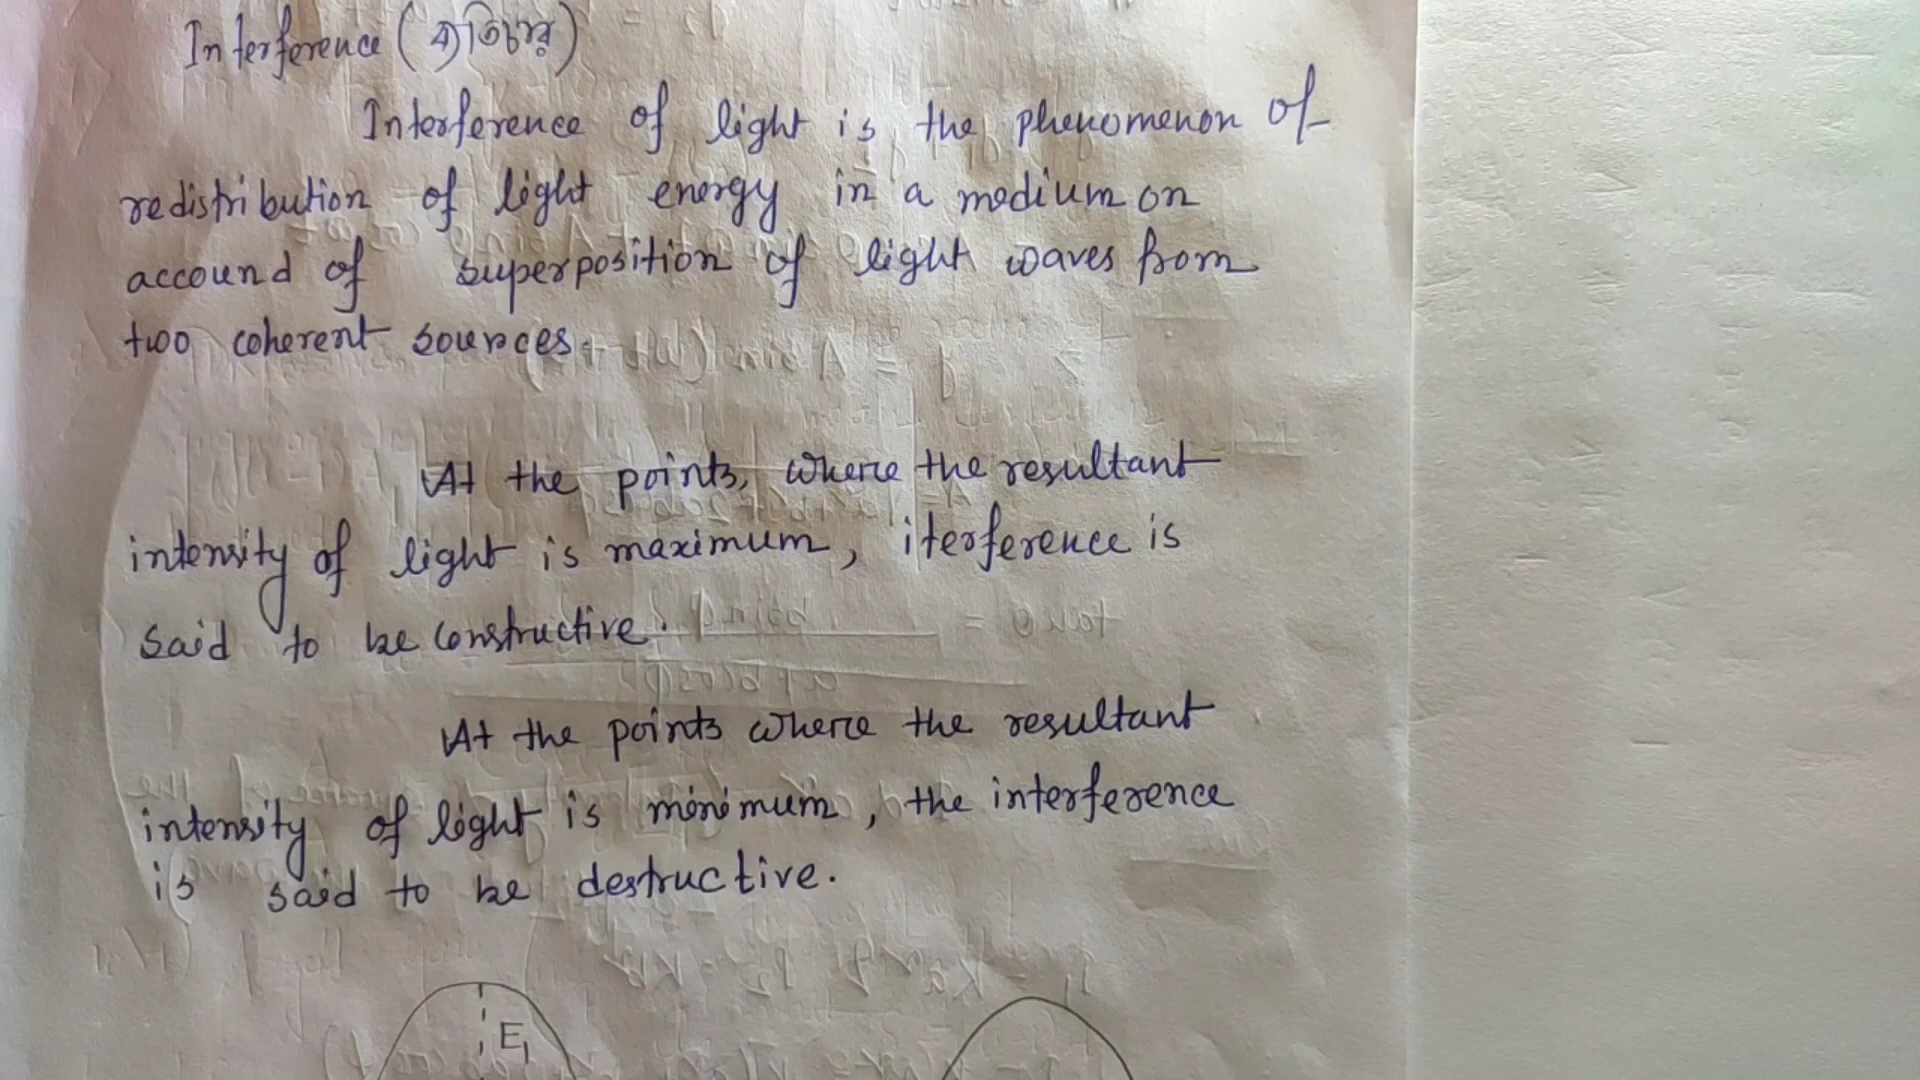 Interference (ব্যতিচার)
Interference of light is the phenomenon of
redistribution of light energy in a medium on
accound of superposition of light waves from
two coherent sources.
At the points, where the resultant
intensity of light is maximum, iterference is
said to be constructive.
At the points where the resultant
intensity of light is minimum, the interference
is said to be destructive.
E₁